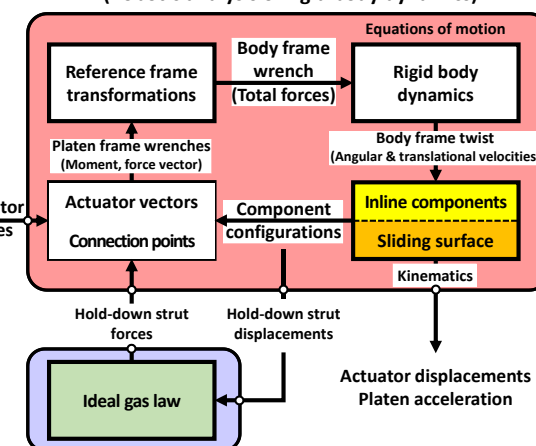 Equations of motion
Reference frame
transformations
Body frame
wrench
(Total forces)
Rigid body
dynamics
Platen frame wrenches
(Moment, force vector)
Body frame twist
(Angular & translational velocities
Actuator vectors
Connection points
Component
configurations
Inline components
Sliding surface
Kinematics
Hold-down strut
forces
Hold-down strut
displacements
Ideal gas law
Actuator displacements
Platen acceleration